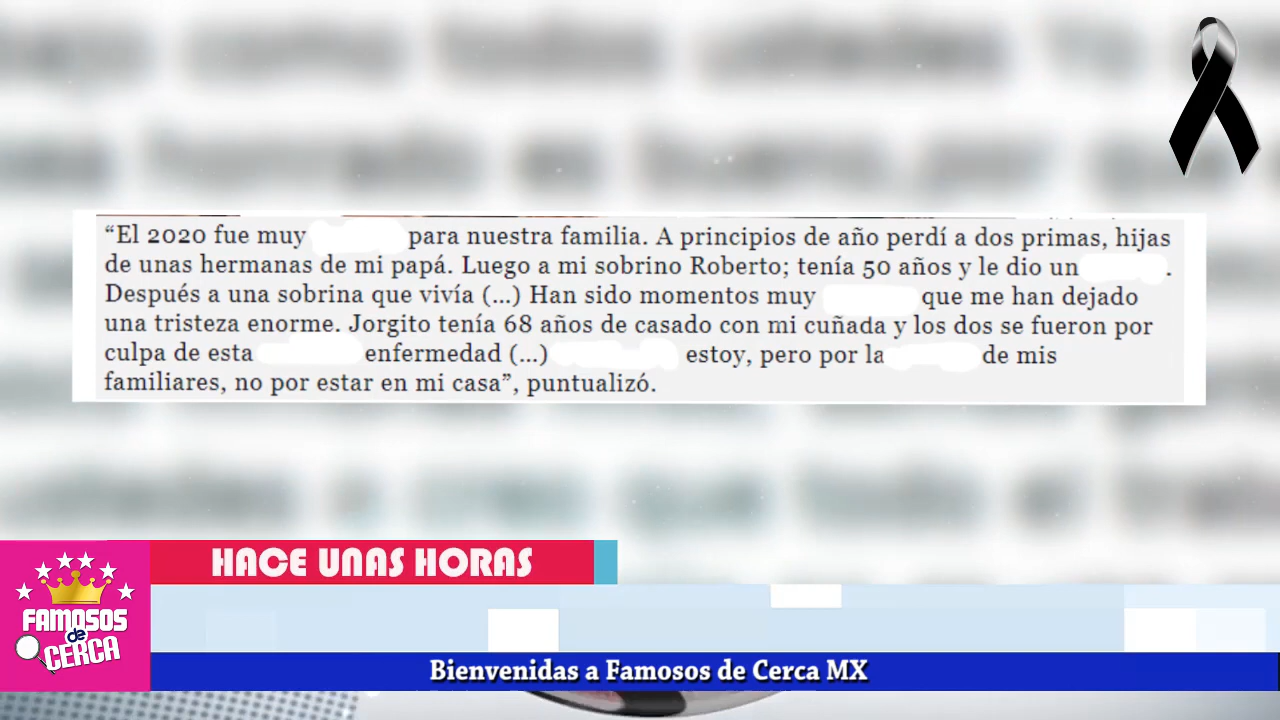 “El 2020 fue muy para nuestra familia. A principios de año perdí a dos primas, hijas
de unas hermanas de mi papá. Luego a mi sobrino Roberto; tenía 50 años y le dio un .
Después a una sobrina que vivía (...) Han sido momentos muy que me han dejado
una tristeza enorme. Jorgito tenía 68 años de casado con mi cuñada y los dos se fueron por
culpa de esta enfermedad (...) estoy, pero por la de mis
familiares, no por estar en mi casa”, puntualizó.
HACE UNAS HORAS
FAMOSOS
de
CERCA
Bienvenidas a Famosos de Cerca MX